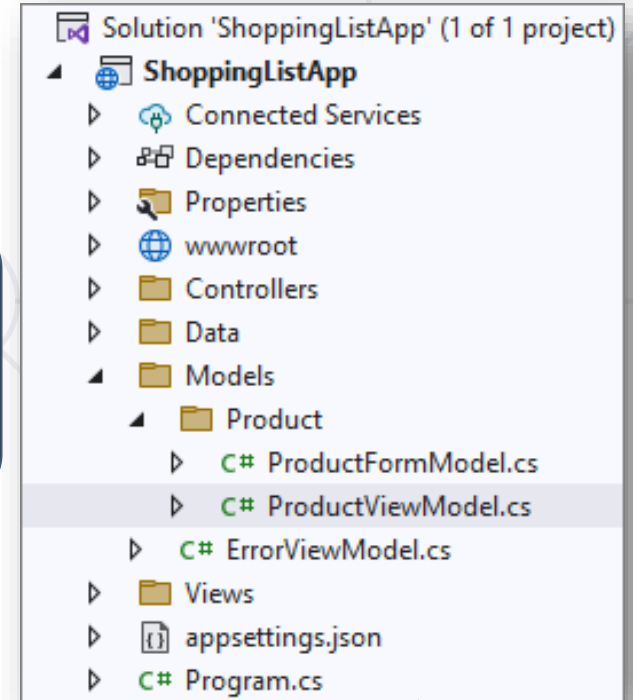 Solution 'ShoppingListApp' (1 of 1 project)
ShoppingListApp
Connected Services
Dependencies
Properties
wwwroot
Controllers
Data
Models
Product
C# ProductFormModel.cs
C# ProductViewModel.cs
C# ErrorViewModel.cs
Views
appsettings.json
C# Program.cs